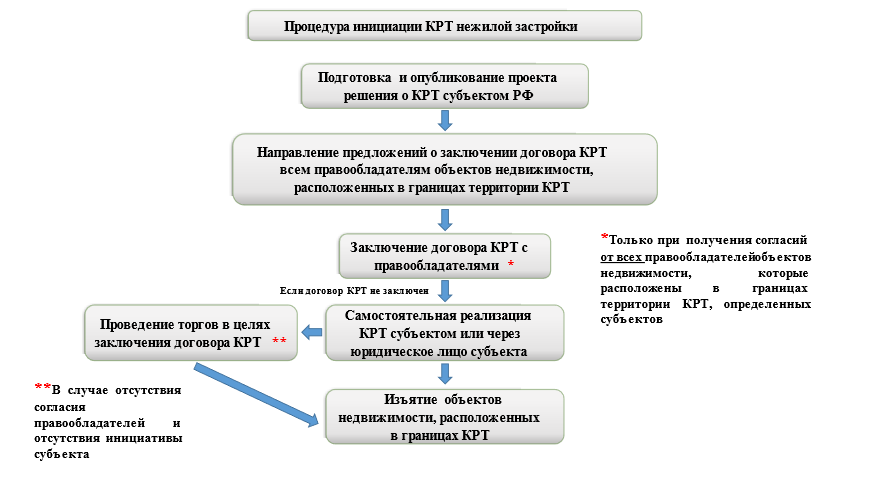 Процедура инициации КРТ нежилой застройки
Подготовка и опубликование проекта
решения о КРТ субъектом РФ
Направление предложений о заключении договора КРТ
всем правообладателям объектов недвижимости,
расположенных в границах территории КРТ
Заключение договора КРТ с
правообладателями *
*Только при получения согласий
от всех правообладателейобъектов
недвижимости, которые
расположены в границах
территории КРТ, определенных
субъектов
Если договор КРТ не заключен
Самостоятельная реализация
КРТ субъектом или через
юридическое лицо субъекта
Проведение торгов в целях
заключения договора КРТ **
**В случае отсутствия
согласия
правообладателей и
отсутствия инициативы
субъекта
Изъятие объектов
недвижимости, расположенных
в границах КРТ